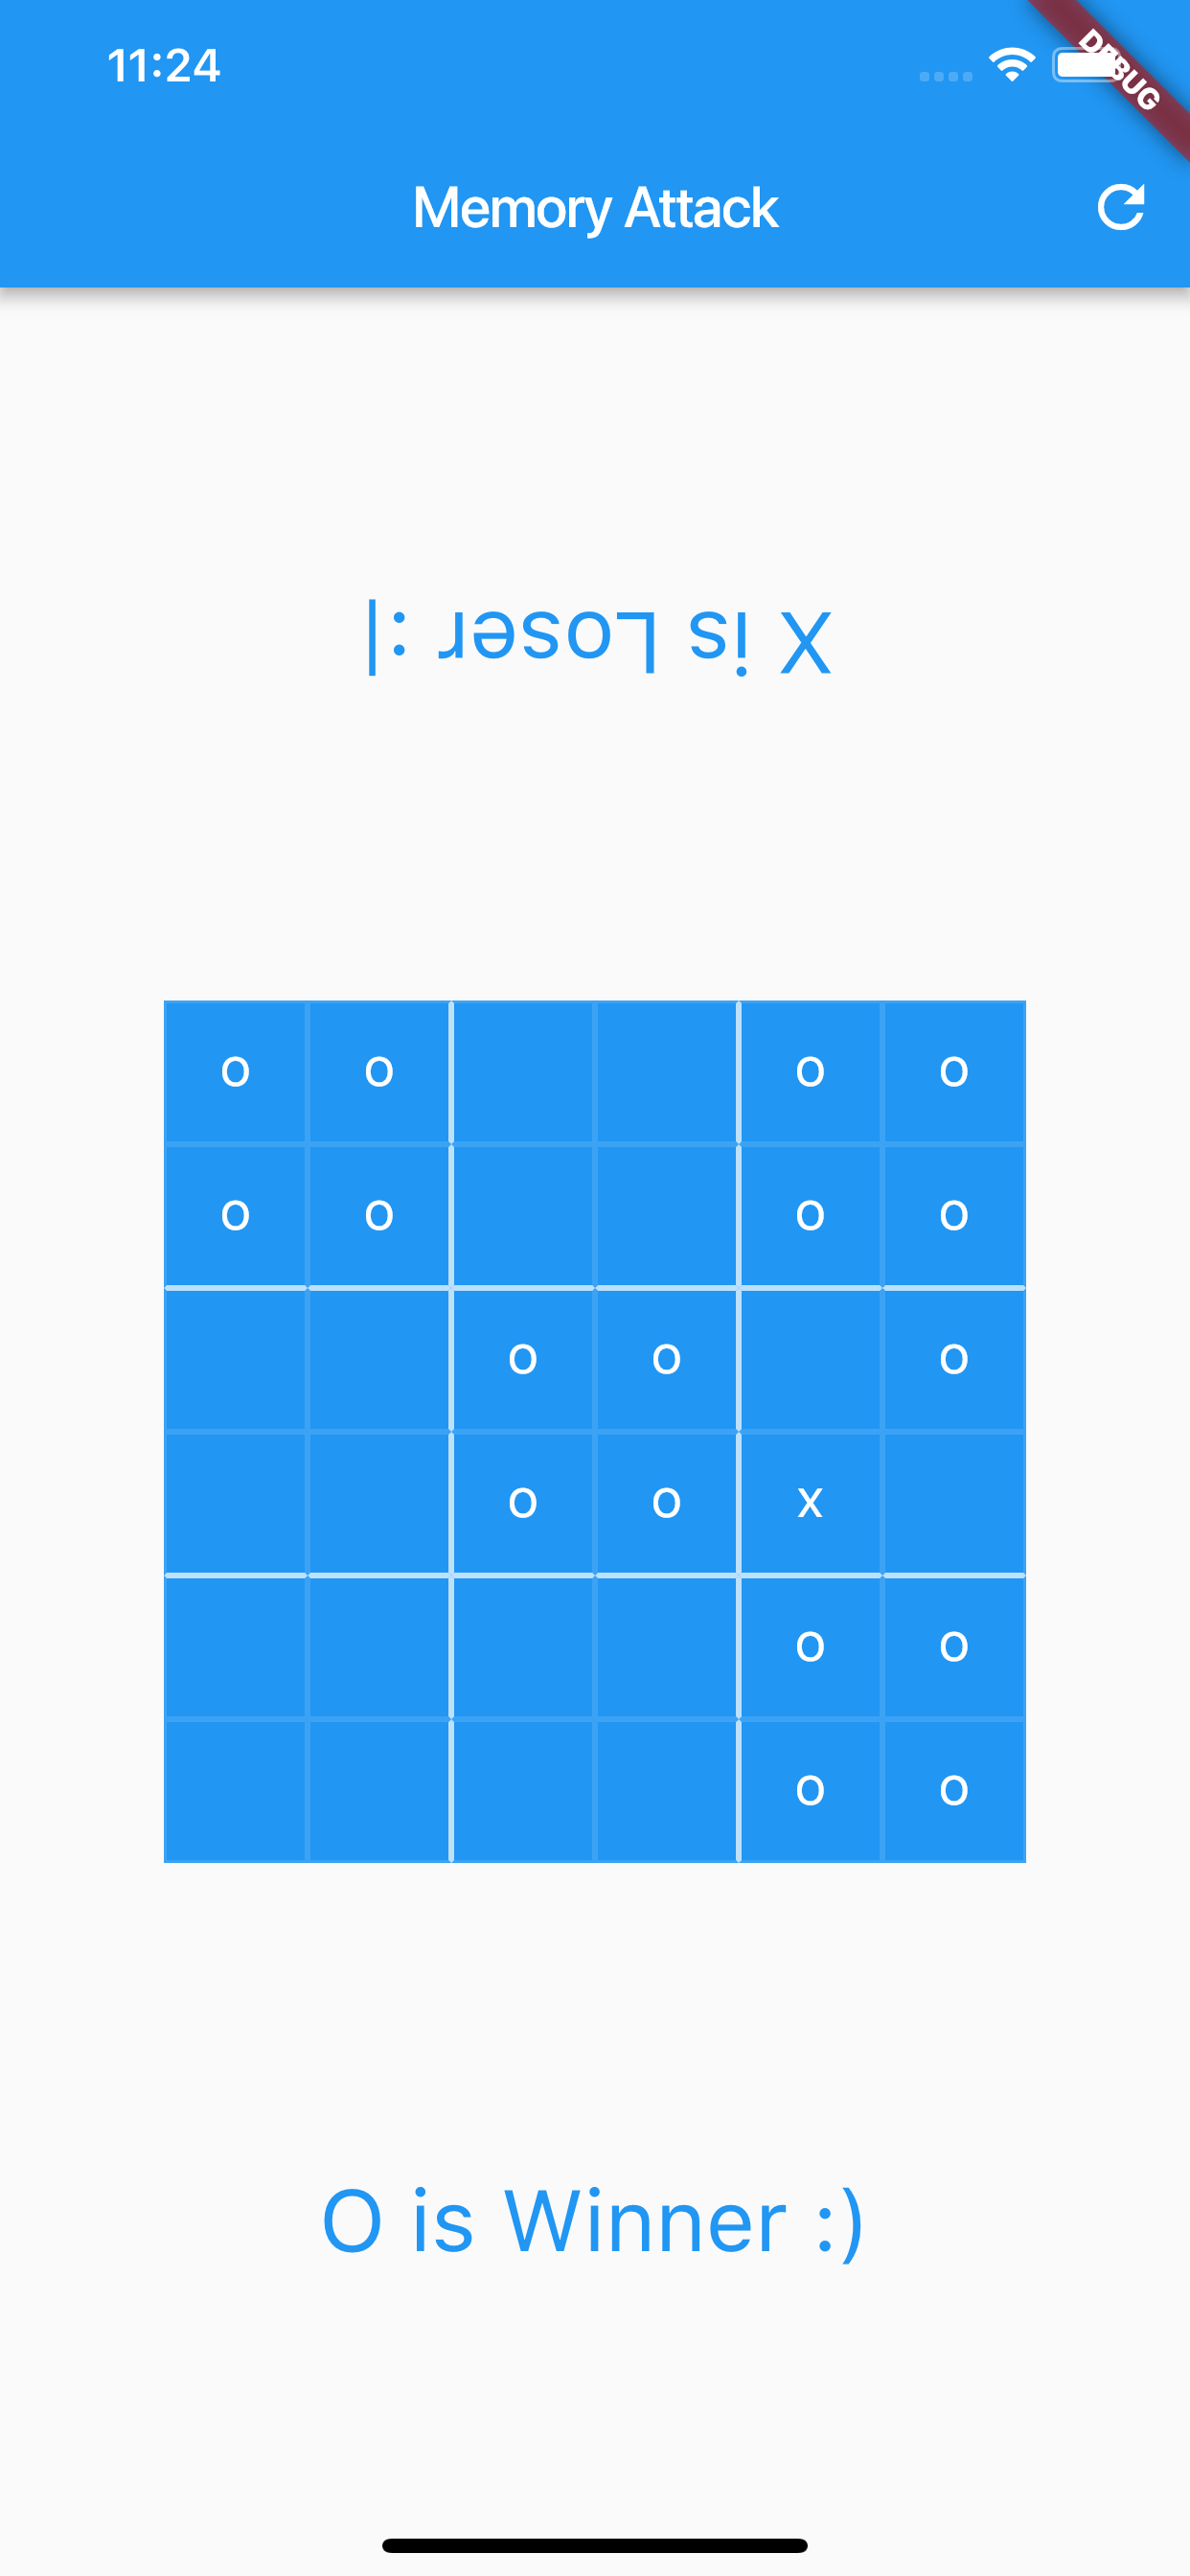 11:24
DEBUG
Memory Attack
X is Loser :|
o o o o
o o o o
o o o
o o x
o o
o o
O is Winner :)